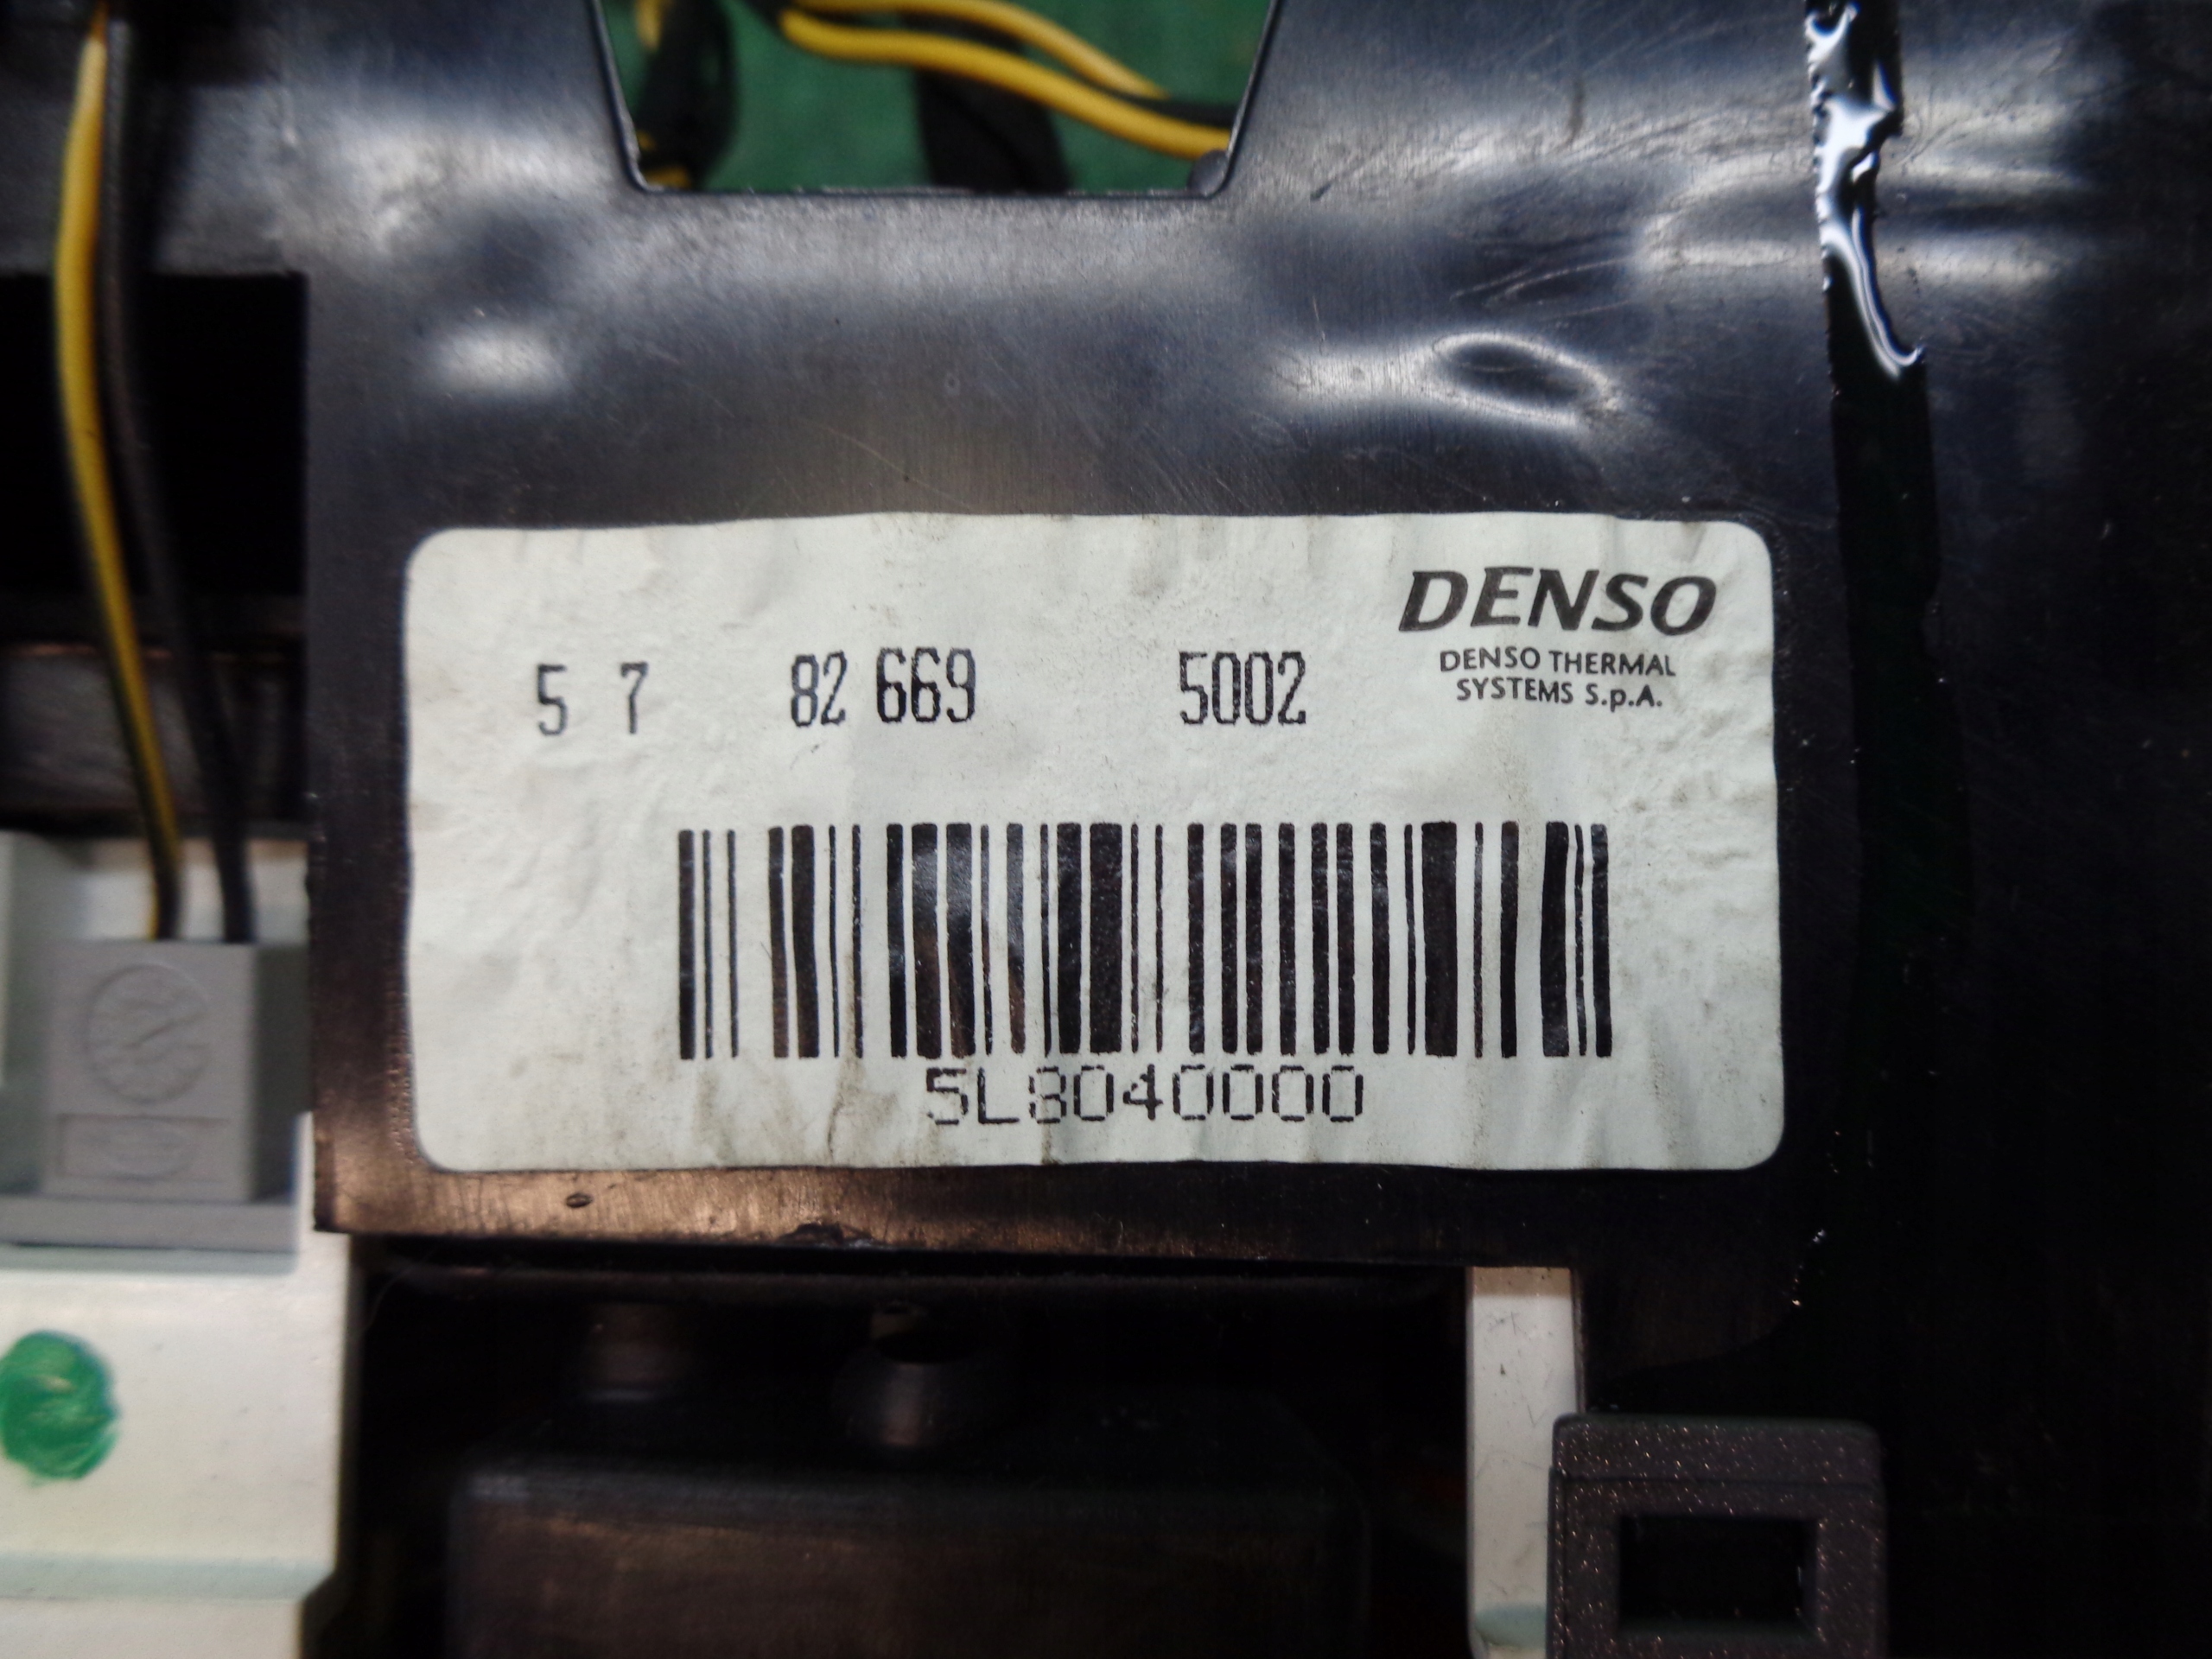 DENSO
DENSO THERMAL
SYSTEMS S.p.A.
5 7 82 669 5002
5L8040000